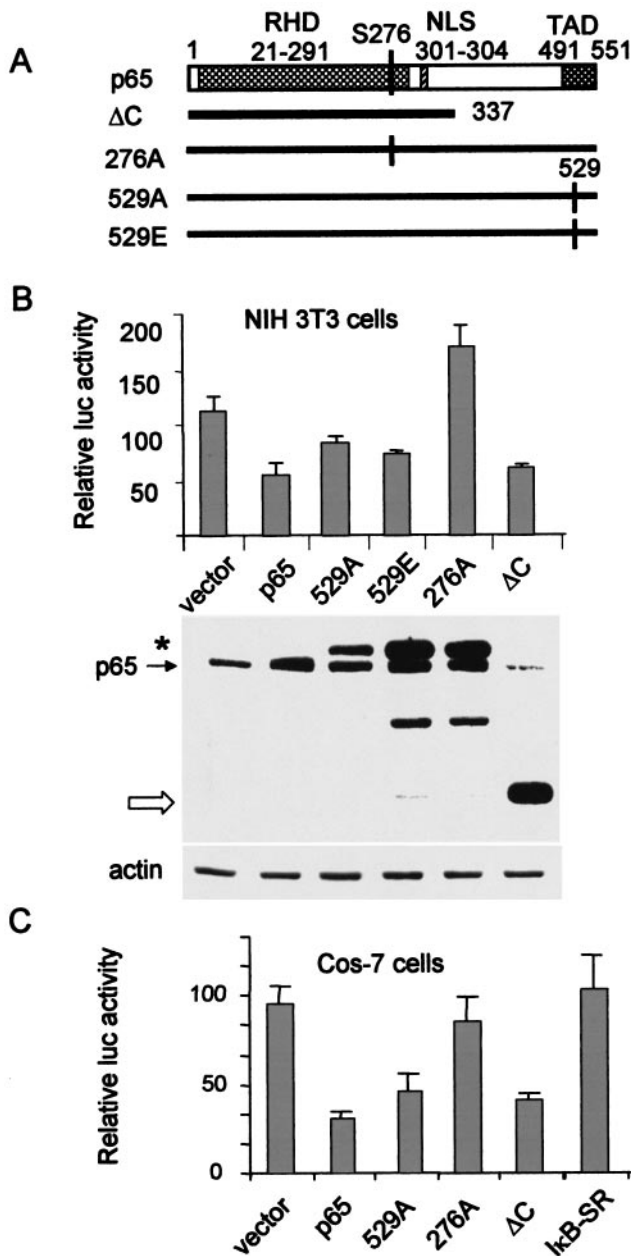 A
RHD S276 NLS TAD
1 21-291 301-304 491 551
p65
ΔC 337
276A
529
529A
529E
B
NIH 3T3 cells
Relative luc activity
200
150
100
50
vector p65 529A 529E 276A ΔC
*
p65
actin
C
Cos-7 cells
Relative luc activity
100
50
0
vector p65 529A 276A ΔC IκB-SR